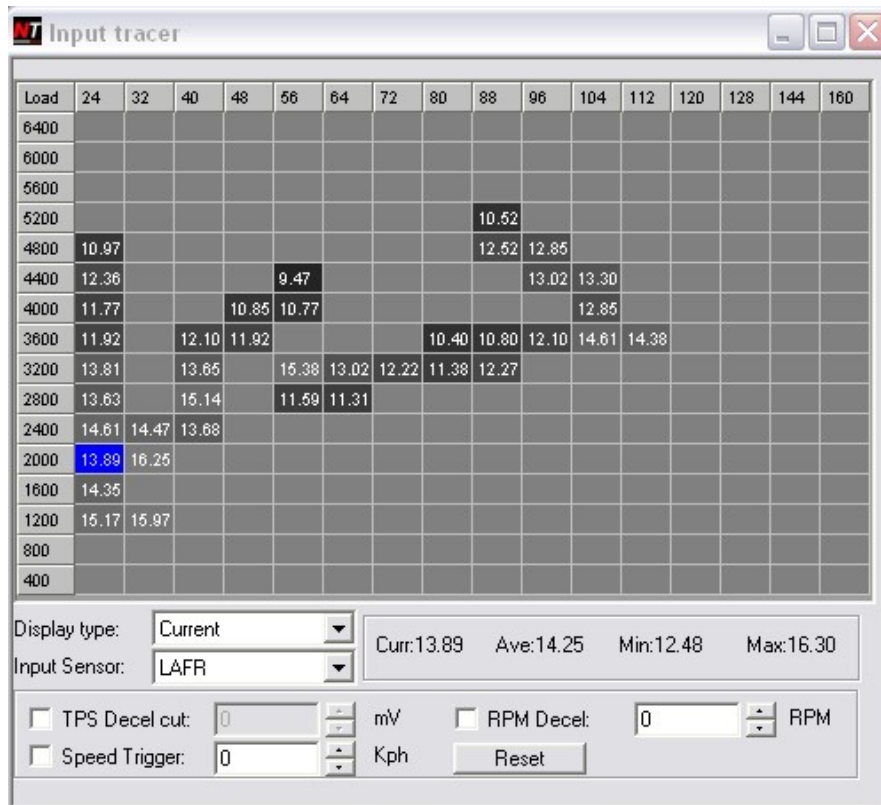 NT Input tracer
Load 24 32 40 48 56 64 72 80 88 96 104 112 120 128 144 160
6400
6000
5600
5200 10.52
4800 10.97 12.52 12.85
4400 12.36 9.47 13.02 13.30
4000 11.77 10.85 10.77 12.85
3600 11.92 12.10 11.92 10.40 10.80 12.10 14.61 14.38
3200 13.81 13.65 15.38 13.02 12.22 11.38 12.27
2800 13.63 15.14 11.59 11.31
2400 14.61 14.47 13.68
2000 13.89 16.25
1600 14.35
1200 15.17 15.97
800
400
Display type: Current
Curr:13.89 Ave:14.25 Min:12.48 Max:16.30
Input Sensor: LAFR
TPS Decel cut: 0 mV RPM Decel: 0 RPM
Speed Trigger: 0 Kph Reset